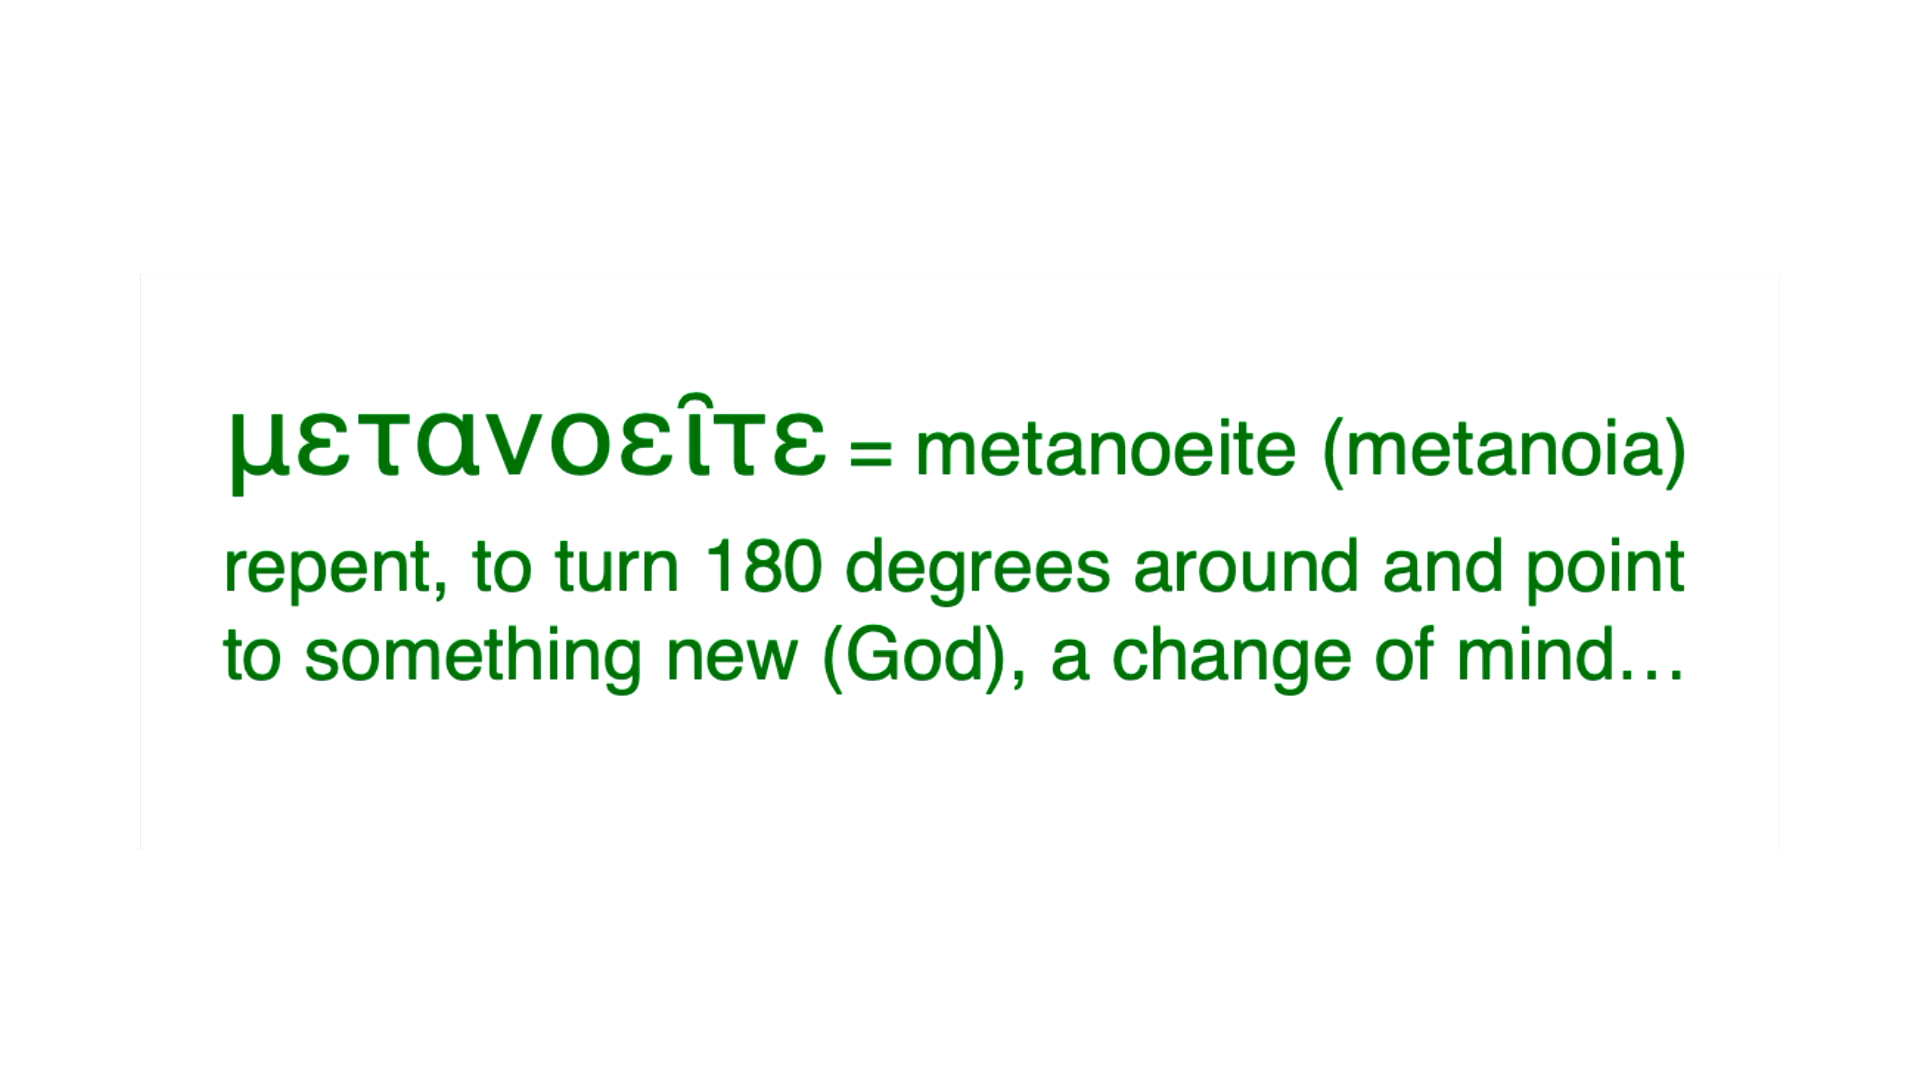 μετανοεῖτε = metanoeite (metanoia)
repent, to turn 180 degrees around and point
to something new (God), a change of mind…